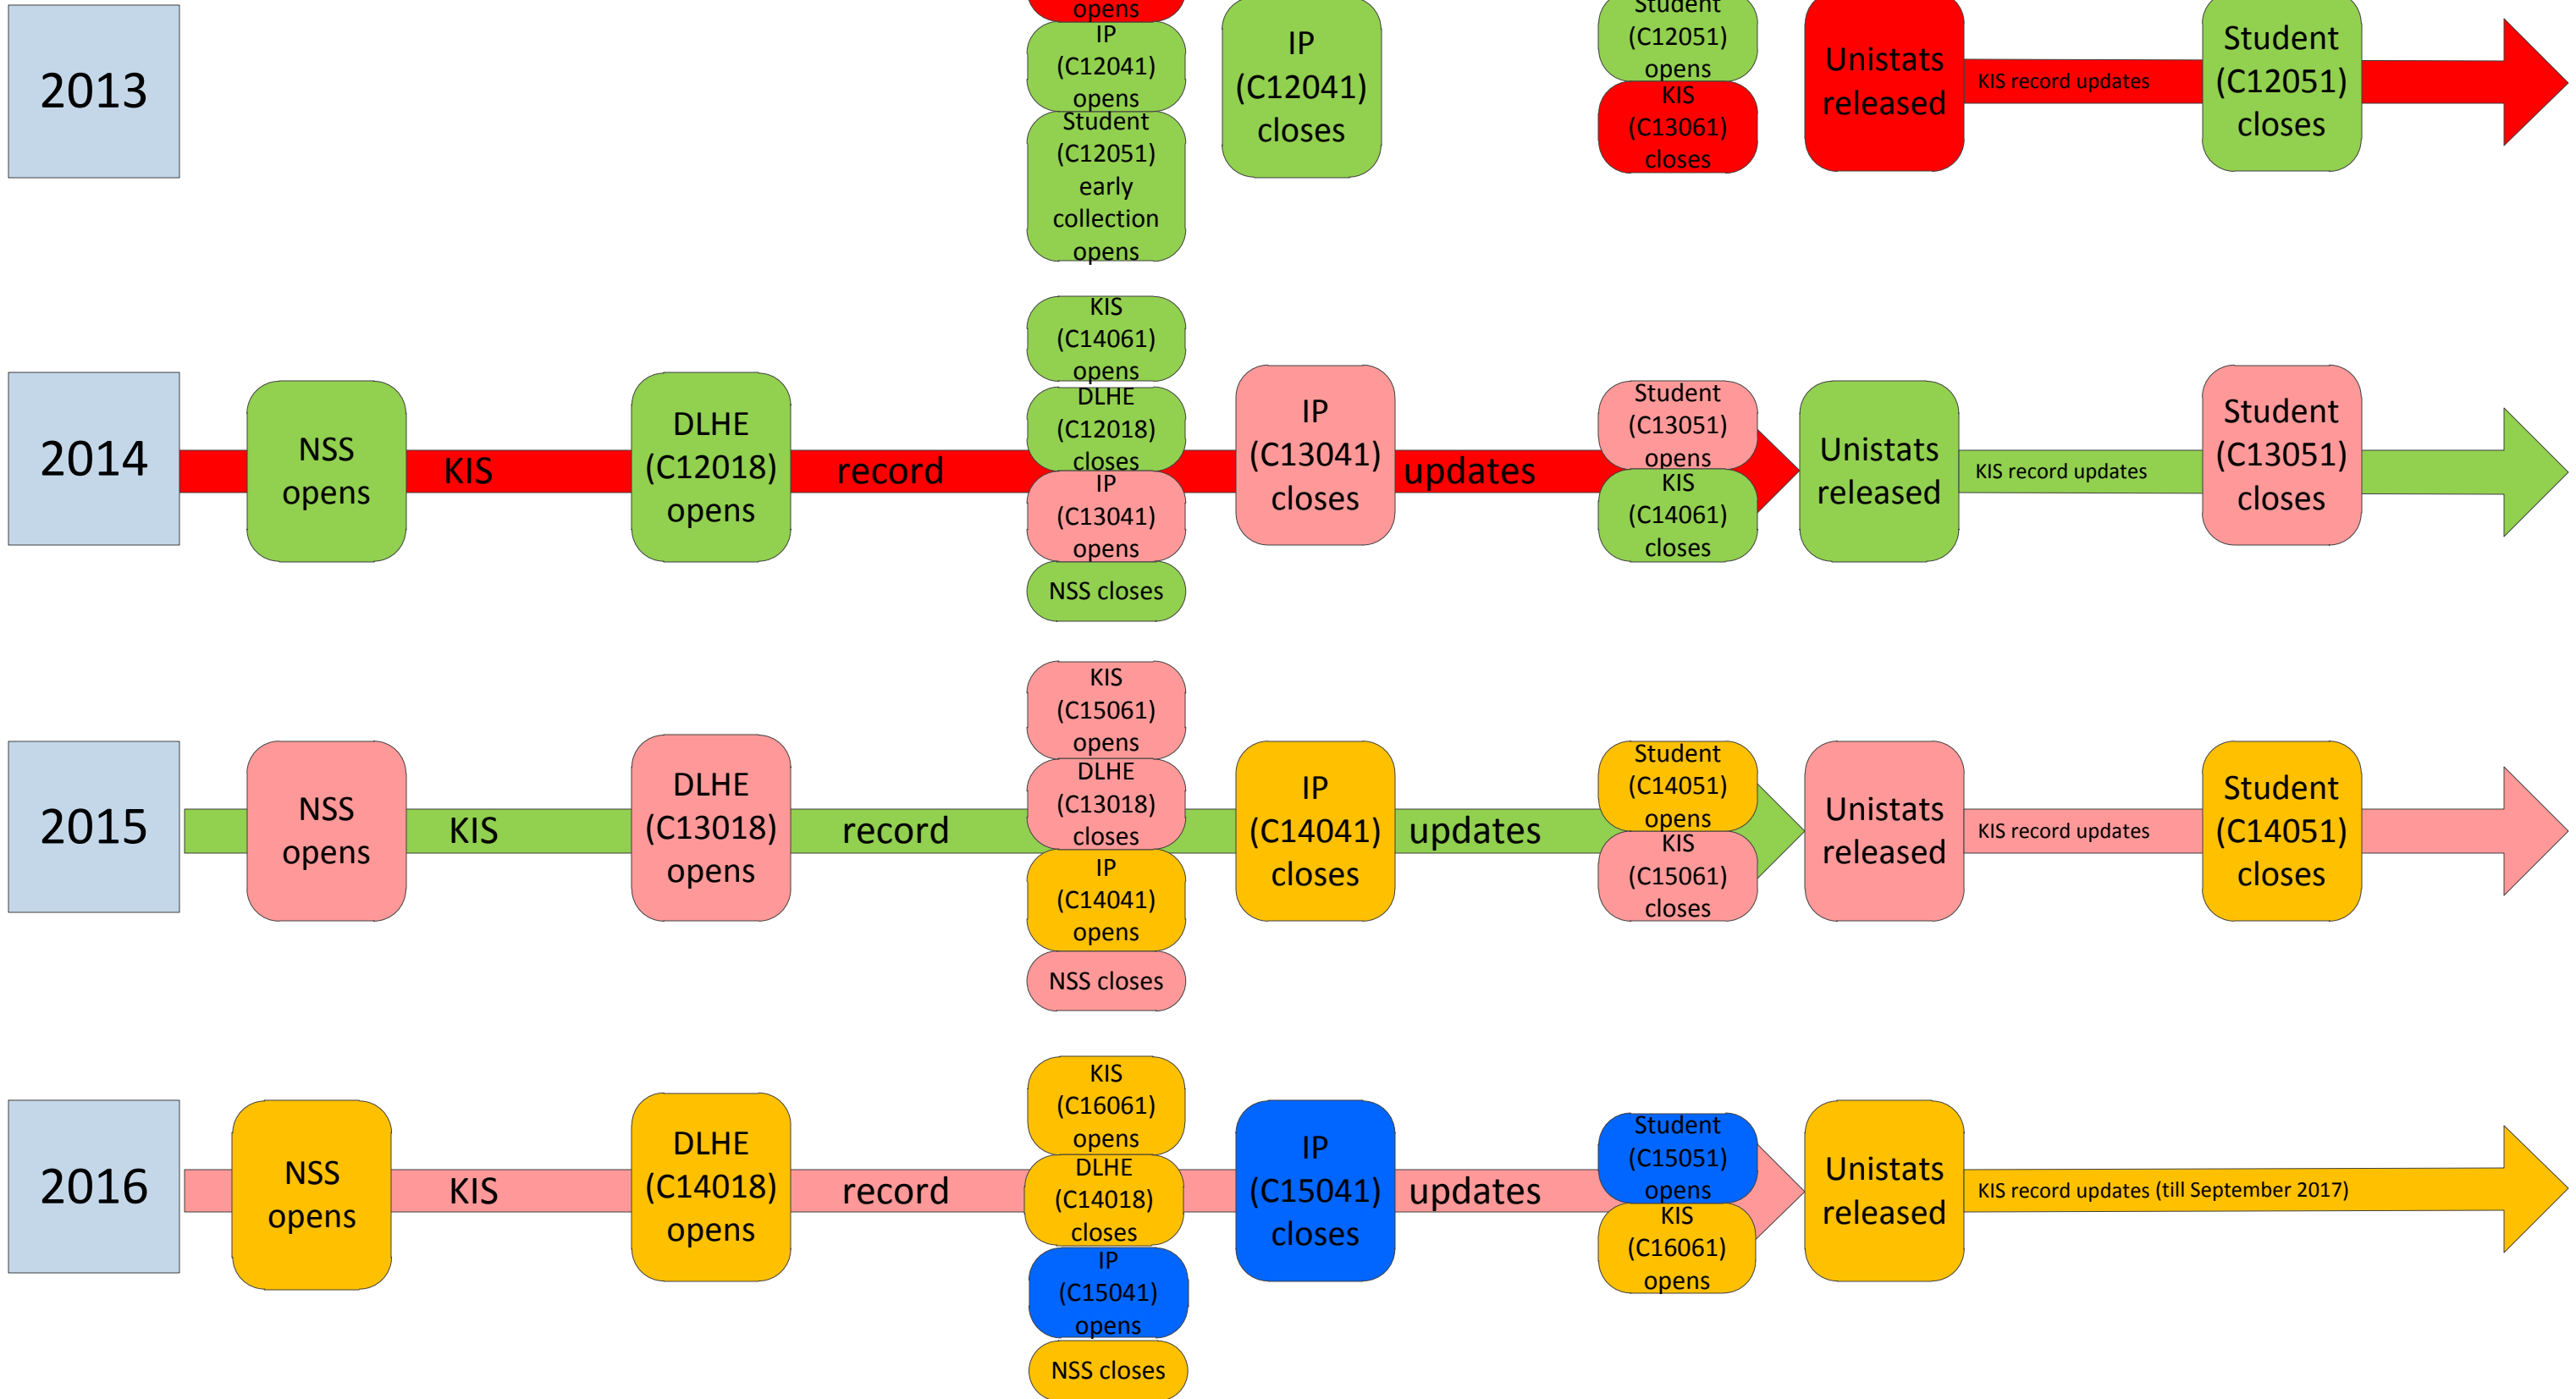 2013
opens
IP
(C12041)
opens
Student
(C12051)
early
collection
opens
IP
(C12041)
closes
Student
(C12051)
opens
KIS
(C13061)
closes
Unistats
released
KIS record updates
Student
(C12051)
closes
2014
NSS
opens
KIS
DLHE
(C12018)
opens
record
KIS
(C14061)
opens
DLHE
(C12018)
closes
IP
(C13041)
opens
NSS closes
IP
(C13041)
closes
updates
Student
(C13051)
opens
KIS
(C14061)
closes
Unistats
released
KIS record updates
Student
(C13051)
closes
2015
NSS
opens
KIS
DLHE
(C13018)
opens
record
KIS
(C15061)
opens
DLHE
(C13018)
closes
IP
(C14041)
opens
NSS closes
IP
(C14041)
closes
updates
Student
(C14051)
opens
KIS
(C15061)
closes
Unistats
released
KIS record updates
Student
(C14051)
closes
2016
NSS
opens
KIS
DLHE
(C14018)
opens
record
KIS
(C16061)
opens
DLHE
(C14018)
closes
IP
(C15041)
opens
NSS closes
IP
(C15041)
closes
updates
Student
(C15051)
opens
KIS
(C16061)
opens
Unistats
released
KIS record updates (till September 2017)